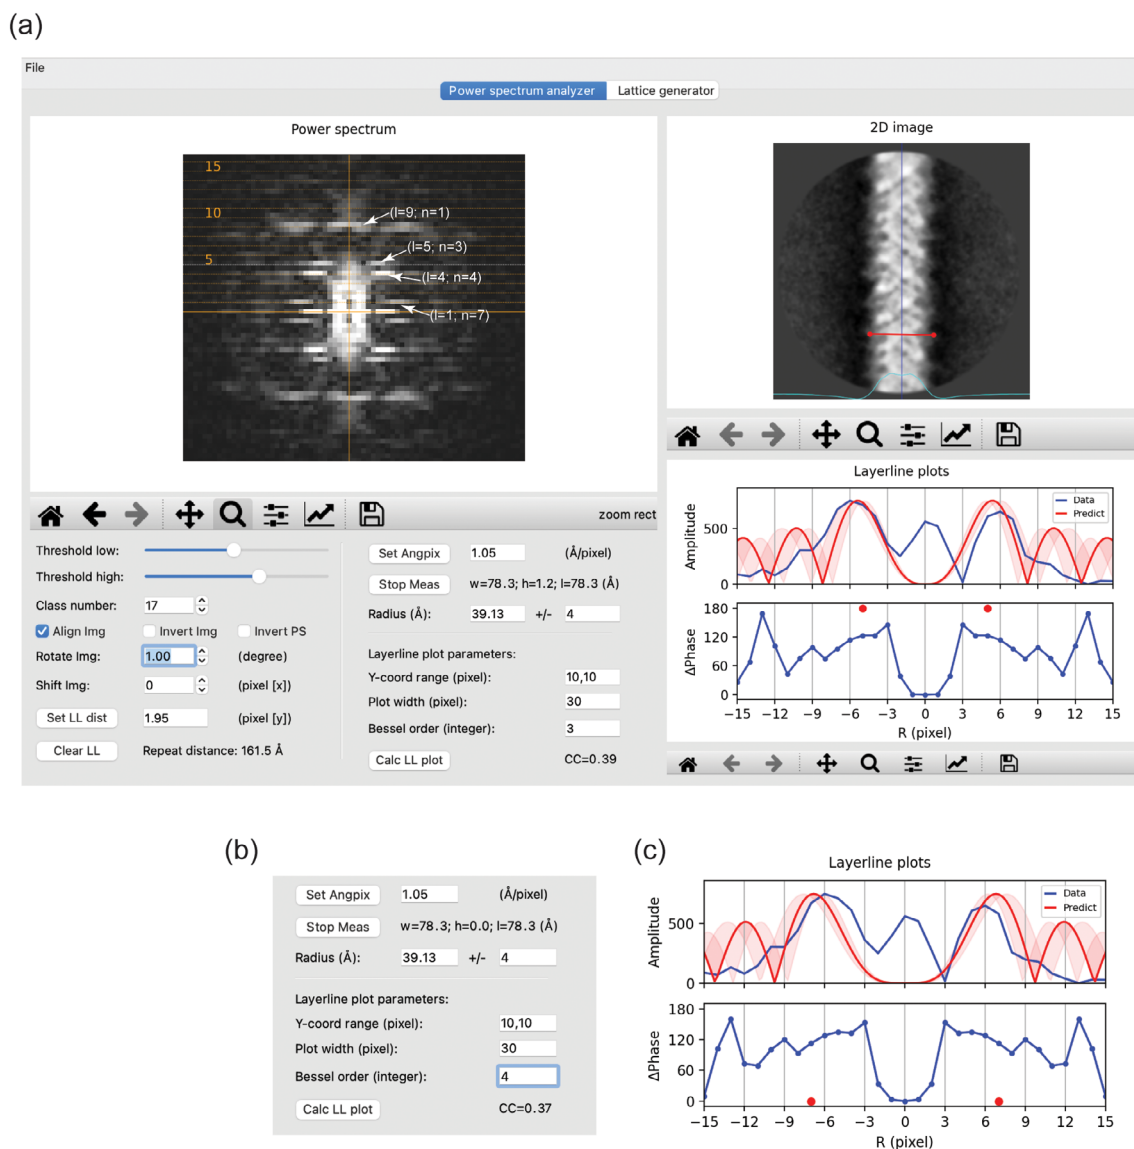 (a)
File
Power spectrum analyzer Lattice generator
Power spectrum
15
10
5
(l=9; n=1)
(l=5; n=3)
(l=4; n=4)
(l=1; n=7)
2D image
zoom rect
Threshold low:
Threshold high:
Class number: 17
Align Img Invert Img Invert PS
Rotate Img: 1.00 (degree)
Shift Img: 0 (pixel [x])
Set LL dist 1.95 (pixel [y])
Clear LL Repeat distance: 161.5 Å
Set Angpix 1.05 (Å/pixel)
Stop Meas w=78.3; h=1.2; l=78.3 (Å)
Radius (Å): 39.13 +/- 4
Layerline plot parameters:
Y-coord range (pixel): 10,10
Plot width (pixel): 30
Bessel order (integer): 3
Calc LL plot CC=0.39
Layerline plots
Amplitude
500
0
Data
Predict
ΔPhase
180
120
60
0
−15 −12 −9 −6 −3 0 3 6 9 12 15
R (pixel)
(b)
Set Angpix 1.05 (Å/pixel)
Stop Meas w=78.3; h=0.0; l=78.3 (Å)
Radius (Å): 39.13 +/- 4
Layerline plot parameters:
Y-coord range (pixel): 10,10
Plot width (pixel): 30
Bessel order (integer): 4
Calc LL plot CC=0.37
(c)
Layerline plots
Amplitude
500
0
Data
Predict
ΔPhase
180
120
60
0
−15 −12 −9 −6 −3 0 3 6 9 12 15
R (pixel)